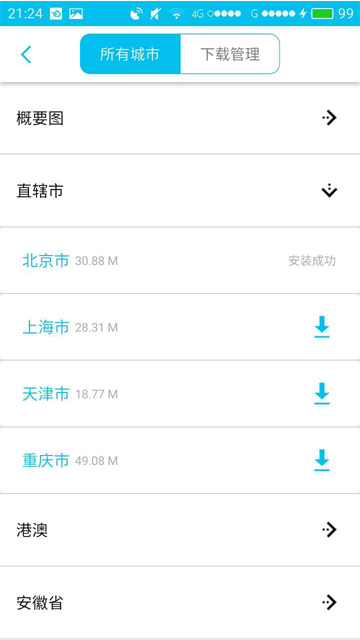 21:24 4G G 99
所有城市 下载管理
概要图
直辖市
北京市 30.88 M 安装成功
上海市 28.31 M
天津市 18.77 M
重庆市 49.08 M
港澳
安徽省